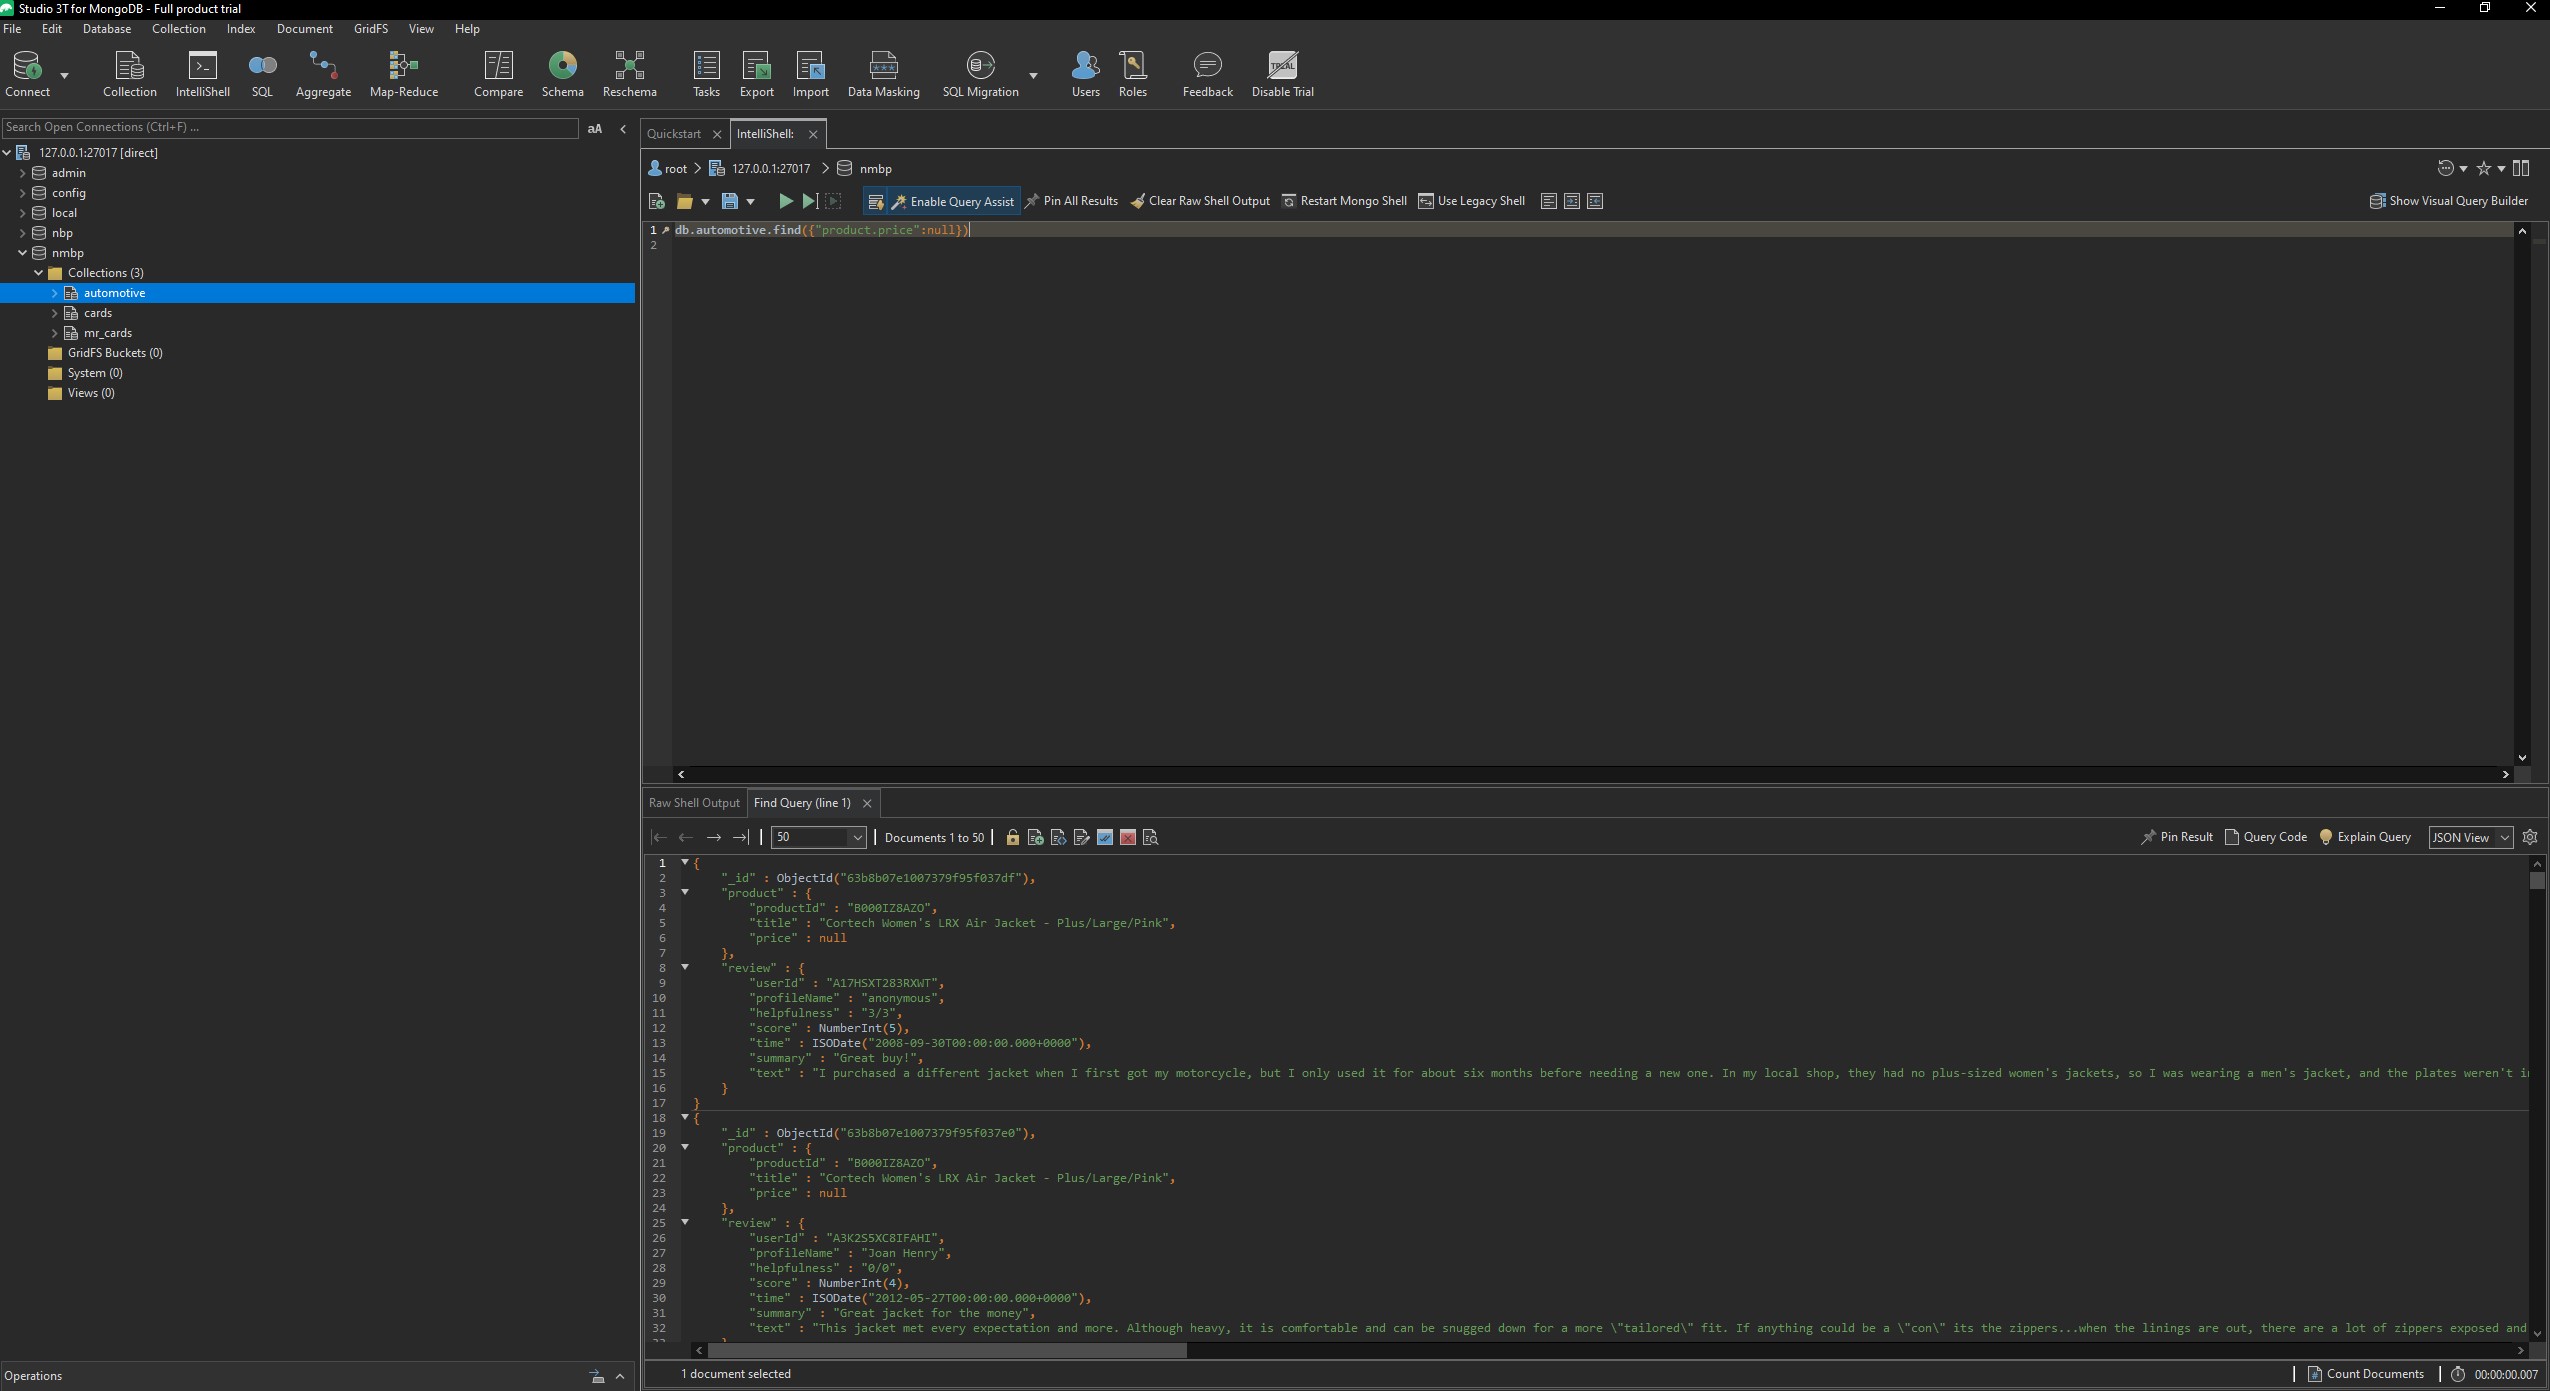 Studio 3T for MongoDB - Full product trial
File Edit Database Collection Index Document GridFS View Help
Connect Collection IntelliShell SQL Aggregate Map-Reduce Compare Schema Reschema Tasks Export Import Data Masking SQL Migration Users Roles Feedback Disable Trial
TRIAL
Search Open Connections (Ctrl+F) ... aA
127.0.0.1:27017 [direct]
admin
config
local
nbp
nmbp
Collections (3)
automotive
cards
mr_cards
GridFS Buckets (0)
System (0)
Views (0)
Operations
Quickstart IntelliShell:
root 127.0.0.1:27017 nmbp
Enable Query Assist Pin All Results Clear Raw Shell Output Restart Mongo Shell Use Legacy Shell Show Visual Query Builder
1 db.automotive.find({"product.price":null})
2
Raw Shell Output Find Query (line 1)
50 Documents 1 to 50 Pin Result Query Code Explain Query JSON View
1 {
2 "_id" : ObjectId("63b8b07e1007379f95f037df"),
3 "product" : {
4 "productId" : "B000IZ8AZO",
5 "title" : "Cortech Women's LRX Air Jacket - Plus/Large/Pink",
6 "price" : null
7 },
8 "review" : {
9 "userId" : "A17HSXT283RXWT",
10 "profileName" : "anonymous",
11 "helpfulness" : "3/3",
12 "score" : NumberInt(5),
13 "time" : ISODate("2008-09-30T00:00:00.000+0000"),
14 "summary" : "Great buy!",
15 "text" : "I purchased a different jacket when I first got my motorcycle, but I only used it for about six months before needing a new one. In my local shop, they had no plus-sized women's jackets, so I was wearing a men's jacket, and the plates weren't i
16 }
17 }
18 {
19 "_id" : ObjectId("63b8b07e1007379f95f037e0"),
20 "product" : {
21 "productId" : "B000IZ8AZO",
22 "title" : "Cortech Women's LRX Air Jacket - Plus/Large/Pink",
23 "price" : null
24 },
25 "review" : {
26 "userId" : "A3K2S5XC8IFAHI",
27 "profileName" : "Joan Henry",
28 "helpfulness" : "0/0",
29 "score" : NumberInt(4),
30 "time" : ISODate("2012-05-27T00:00:00.000+0000"),
31 "summary" : "Great jacket for the money",
32 "text" : "This jacket met every expectation and more. Although heavy, it is comfortable and can be snugged down for a more \"tailored\" fit. If anything could be a \"con\" its the zippers...when the linings are out, there are a lot of zippers exposed and
1 document selected Count Documents 00:00:00.007